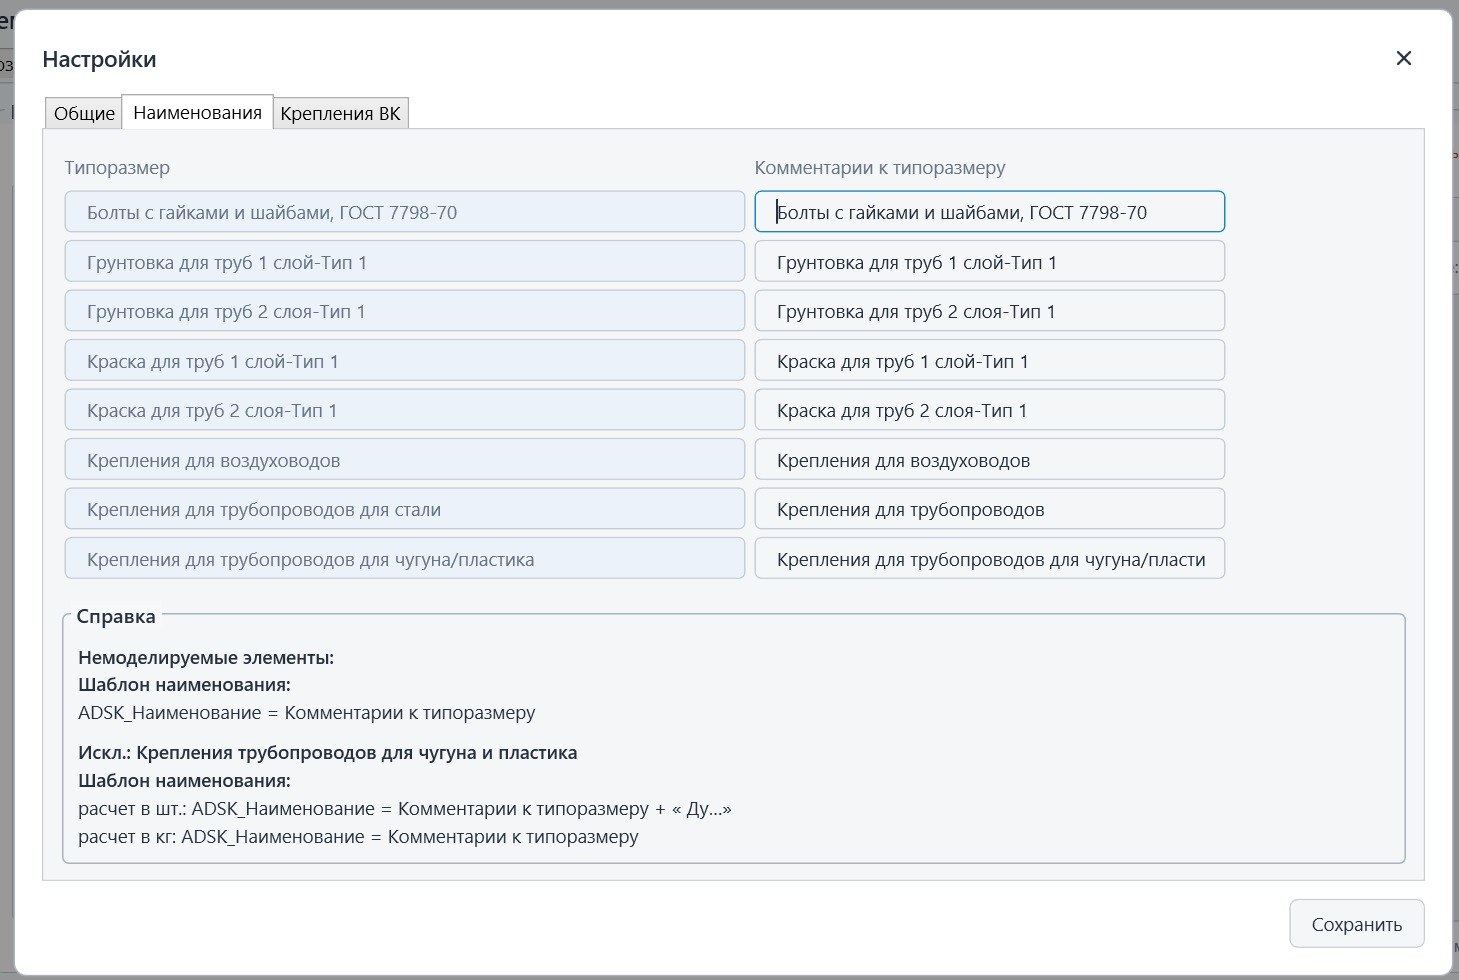 Настройки
Общие Наименования Крепления ВК
Типоразмер Комментарии к типоразмеру
Болты с гайками и шайбами, ГОСТ 7798-70 Болты с гайками и шайбами, ГОСТ 7798-70
Грунтовка для труб 1 слой-Тип 1 Грунтовка для труб 1 слой-Тип 1
Грунтовка для труб 2 слоя-Тип 1 Грунтовка для труб 2 слоя-Тип 1
Краска для труб 1 слой-Тип 1 Краска для труб 1 слой-Тип 1
Краска для труб 2 слоя-Тип 1 Краска для труб 2 слоя-Тип 1
Крепления для воздуховодов Крепления для воздуховодов
Крепления для трубопроводов для стали Крепления для трубопроводов
Крепления для трубопроводов для чугуна/пластика Крепления для трубопроводов для чугуна/пласти
Справка
Немоделируемые элементы:
Шаблон наименования:
ADSK_Наименование = Комментарии к типоразмеру
Искл.: Крепления трубопроводов для чугуна и пластика
Шаблон наименования:
расчет в шт.: ADSK_Наименование = Комментарии к типоразмеру + « Ду...»
расчет в кг: ADSK_Наименование = Комментарии к типоразмеру
Сохранить